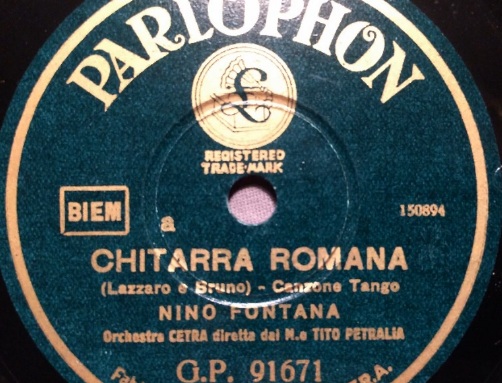 PARLOPHON
£
REGISTERED
TRADE-MARK
BIEM
a
150894
CHITARRA ROMANA
(Lazzaro e Bruno) - Canzone Tango
NINO FONTANA
Orchestra CETRA diretta dal M.o TITO PETRALIA
G.P. 91671